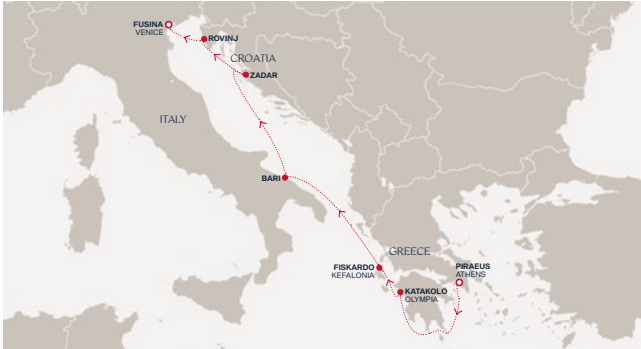 FUSINA
VENICE
ROVINJ
CROATIA
ZADAR
ITALY
BARI
GREECE
FISKARDO
KEFALONIA
PIRAEUS
ATHENS
KATAKOLO
OLYMPIA